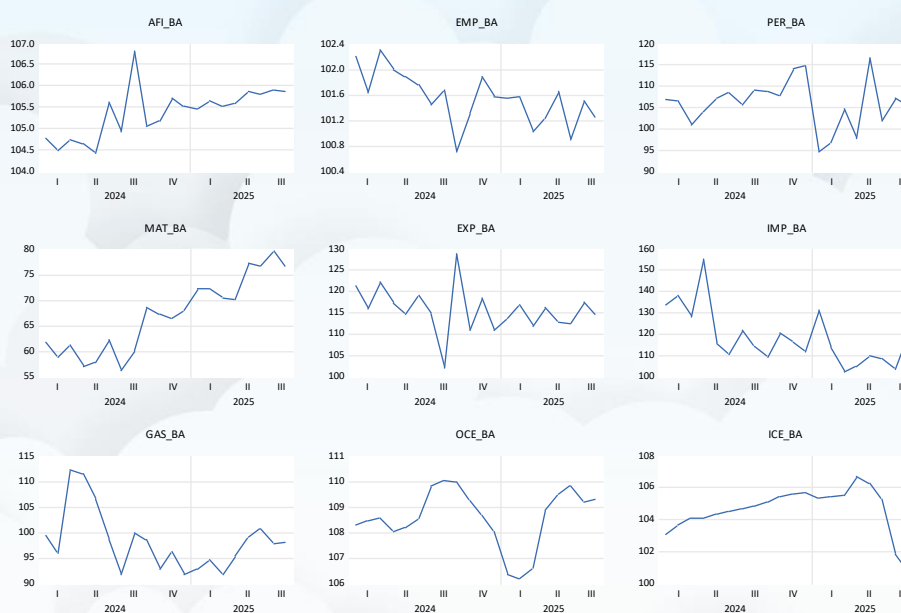 AFI_BA EMP_BA PER_BA
107.0 102.4 120
106.5 115
106.0 102.0 110
105.5 101.6 105
105.0 101.2 100
104.5 100.8 95
104.0 100.4 90
I II III IV I II III I II III IV I II III I II III IV I II
2024 2025 2024 2025 2024 2025
MAT_BA EXP_BA IMP_BA
80 130 160
75 125 150
70 120 140
65 115 130
60 110 120
105 110
55 100 100
I II III IV I II III I II III IV I II III I II III IV I II
2024 2025 2024 2025 2024 2025
GAS_BA OCE_BA ICE_BA
115 111 108
110 110 106
105 109
100 108 104
95 107 102
90 106 100
I II III IV I II III I II III IV I II III I II III IV I II
2024 2025 2024 2025 2024 2025